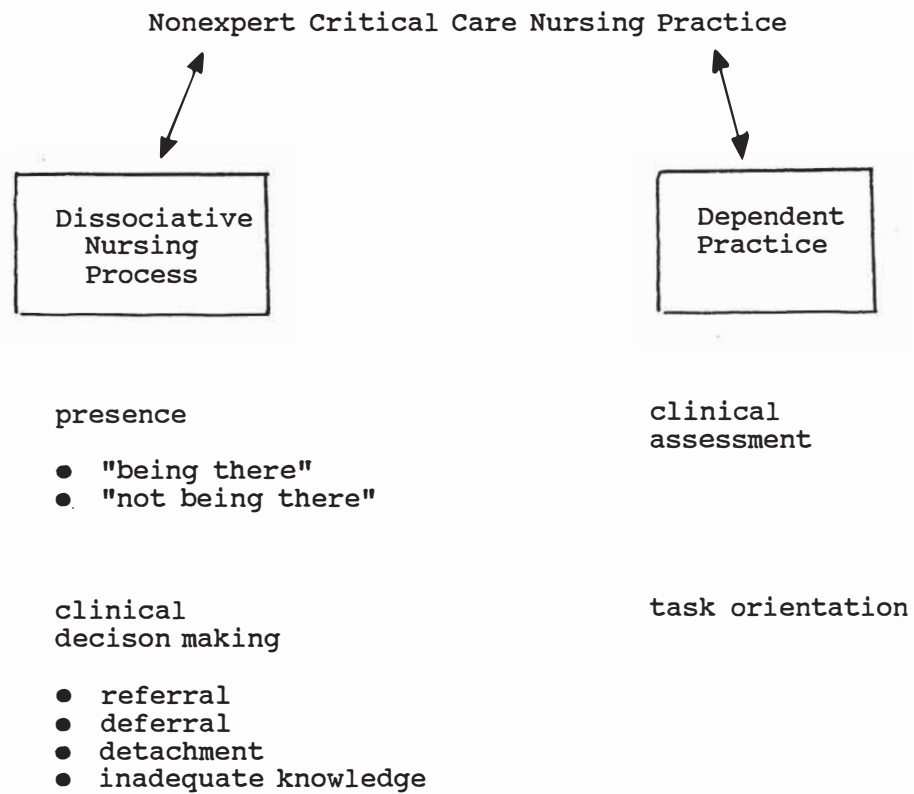 Nonexpert Critical Care Nursing Practice
Dissociative
Nursing
Process
Dependent
Practice
presence
● "being there"
● "not being there"
clinical
assessment
clinical
decison making
● referral
● deferral
● detachment
● inadequate knowledge
task orientation